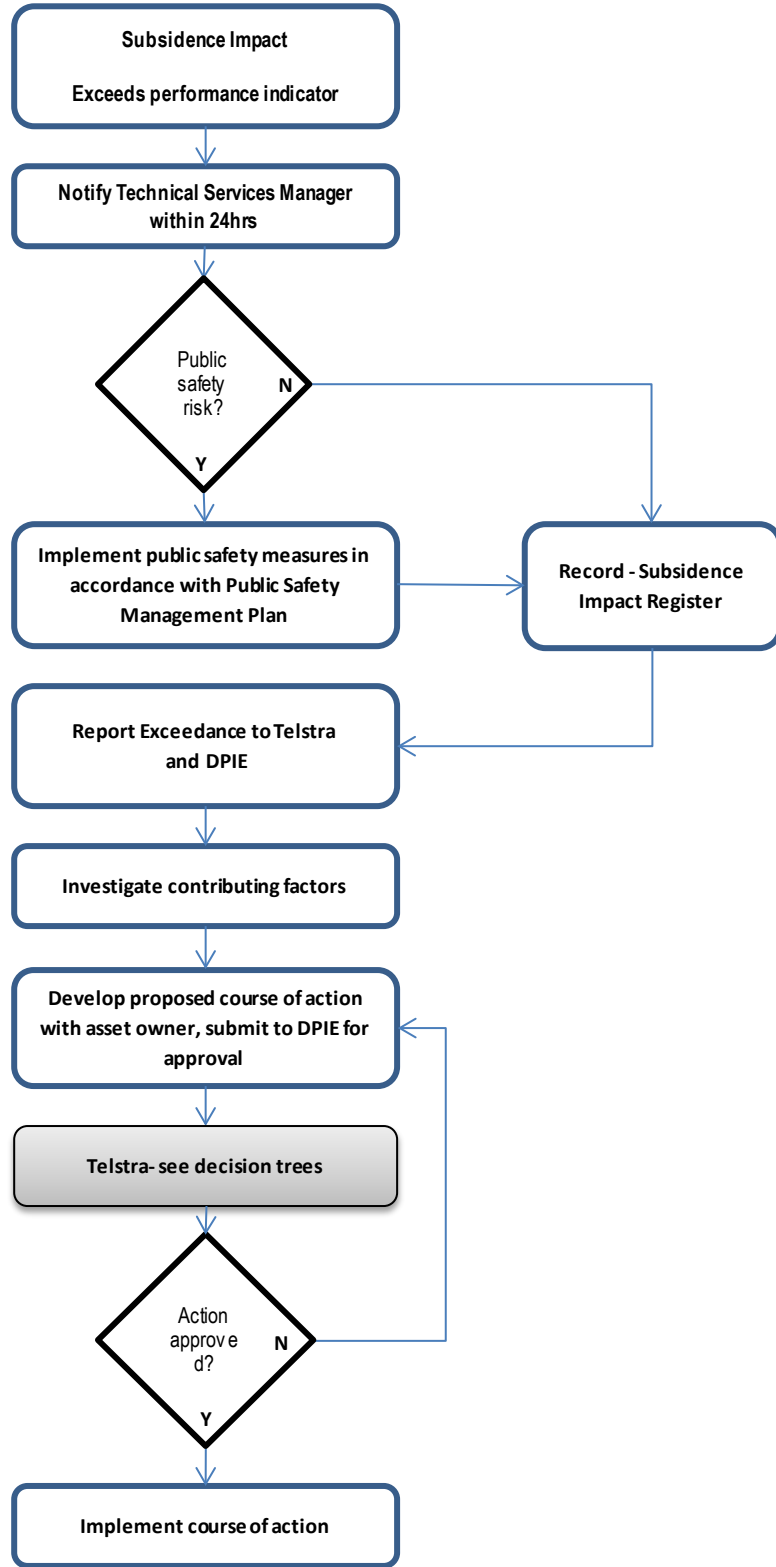 Subsidence Impact
Exceeds performance indicator
Notify Technical Services Manager
within 24hrs
Public
safety
risk?
N
Y
Implement public safety measures in
accordance with Public Safety
Management Plan
Record - Subsidence
Impact Register
Report Exceedance to Telstra
and DPIE
Investigate contributing factors
Develop proposed course of action
with asset owner, submit to DPIE for
approval
Telstra- see decision trees
Action
approve
d?
N
Y
Implement course of action